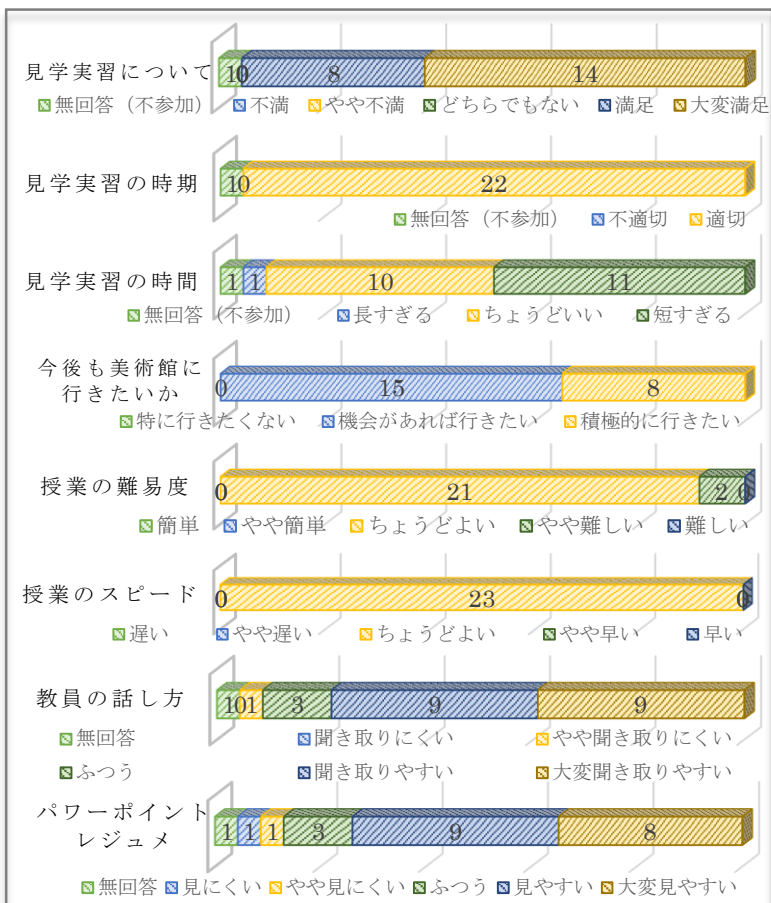 見学実習について
10 8 14
無回答（不参加） 不満 やや不満 どちらでもない 満足 大変満足
見学実習の時期
10 22
無回答（不参加） 不適切 適切
見学実習の時間
1 1 10 11
無回答（不参加） 長すぎる ちょうどいい 短すぎる
今後も美術館に
行きたいか
0 15 8
特に行きたくない 機会があれば行きたい 積極的に行きたい
授業の難易度
0 21 2 0
簡単 やや簡単 ちょうどよい やや難しい 難しい
授業のスピード
0 23 0
遅い やや遅い ちょうどよい やや早い 早い
教員の話し方
101 3 9 9
無回答 聞き取りにくい やや聞き取りにくい
ふつう 聞き取りやすい 大変聞き取りやすい
パワーポイント
レジュメ
1 1 1 3 9 8
無回答 見にくい やや見にくい ふつう 見やすい 大変見やすい